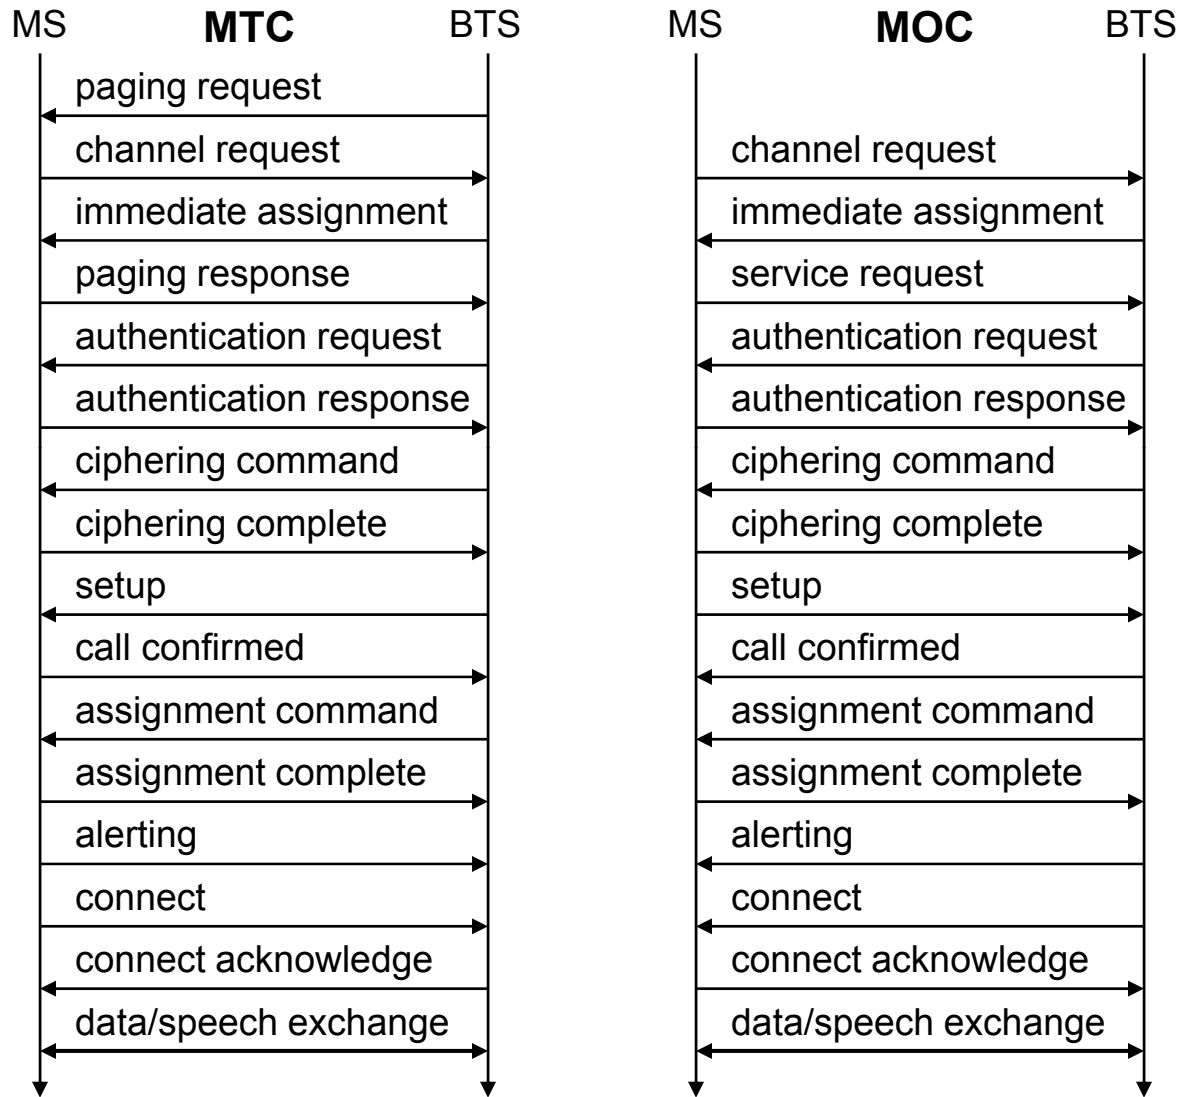 MS MTC BTS
paging request
channel request
immediate assignment
paging response
authentication request
authentication response
ciphering command
ciphering complete
setup
call confirmed
assignment command
assignment complete
alerting
connect
connect acknowledge
data/speech exchange
MS MOC BTS
channel request
immediate assignment
service request
authentication request
authentication response
ciphering command
ciphering complete
setup
call confirmed
assignment command
assignment complete
alerting
connect
connect acknowledge
data/speech exchange